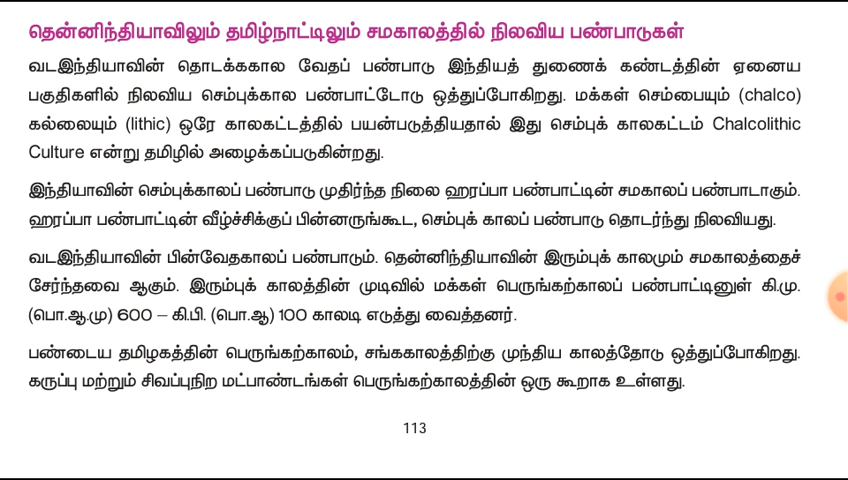 தென்னிந்தியாவிலும் தமிழ்நாட்டிலும் சமகாலத்தில் நிலவிய பண்பாடுகள்
வடஇந்தியாவின் தொடக்ககால வேதப் பண்பாடு இந்தியத் துணைக் கண்டத்தின் ஏனைய
பகுதிகளில் நிலவிய செம்புக்கால பண்பாட்டோடு ஒத்துப்போகிறது. மக்கள் செம்பையும் (chalco)
கல்லையும் (lithic) ஒரே காலகட்டத்தில் பயன்படுத்தியதால் இது செம்புக் காலகட்டம் Chalcolithic
Culture என்று தமிழில் அழைக்கப்படுகின்றது.
இந்தியாவின் செம்புக்காலப் பண்பாடு முதிர்ந்த நிலை ஹரப்பா பண்பாட்டின் சமகாலப் பண்பாடாகும்.
ஹரப்பா பண்பாட்டின் வீழ்ச்சிக்குப் பின்னருங்கூட, செம்புக் காலப் பண்பாடு தொடர்ந்து நிலவியது.
வடஇந்தியாவின் பின்வேதகாலப் பண்பாடும். தென்னிந்தியாவின் இரும்புக் காலமும் சமகாலத்தைச்
சேர்ந்தவை ஆகும். இரும்புக் காலத்தின் முடிவில் மக்கள் பெருங்கற்காலப் பண்பாட்டினுள் கி.மு.
(பொ.ஆ.மு) 600 – கி.பி. (பொ.ஆ) 100 காலடி எடுத்து வைத்தனர்.
பண்டைய தமிழகத்தின் பெருங்கற்காலம், சங்ககாலத்திற்கு முந்திய காலத்தோடு ஒத்துப்போகிறது.
கருப்பு மற்றும் சிவப்புநிற மட்பாண்டங்கள் பெருங்கற்காலத்தின் ஒரு கூறாக உள்ளது.
113